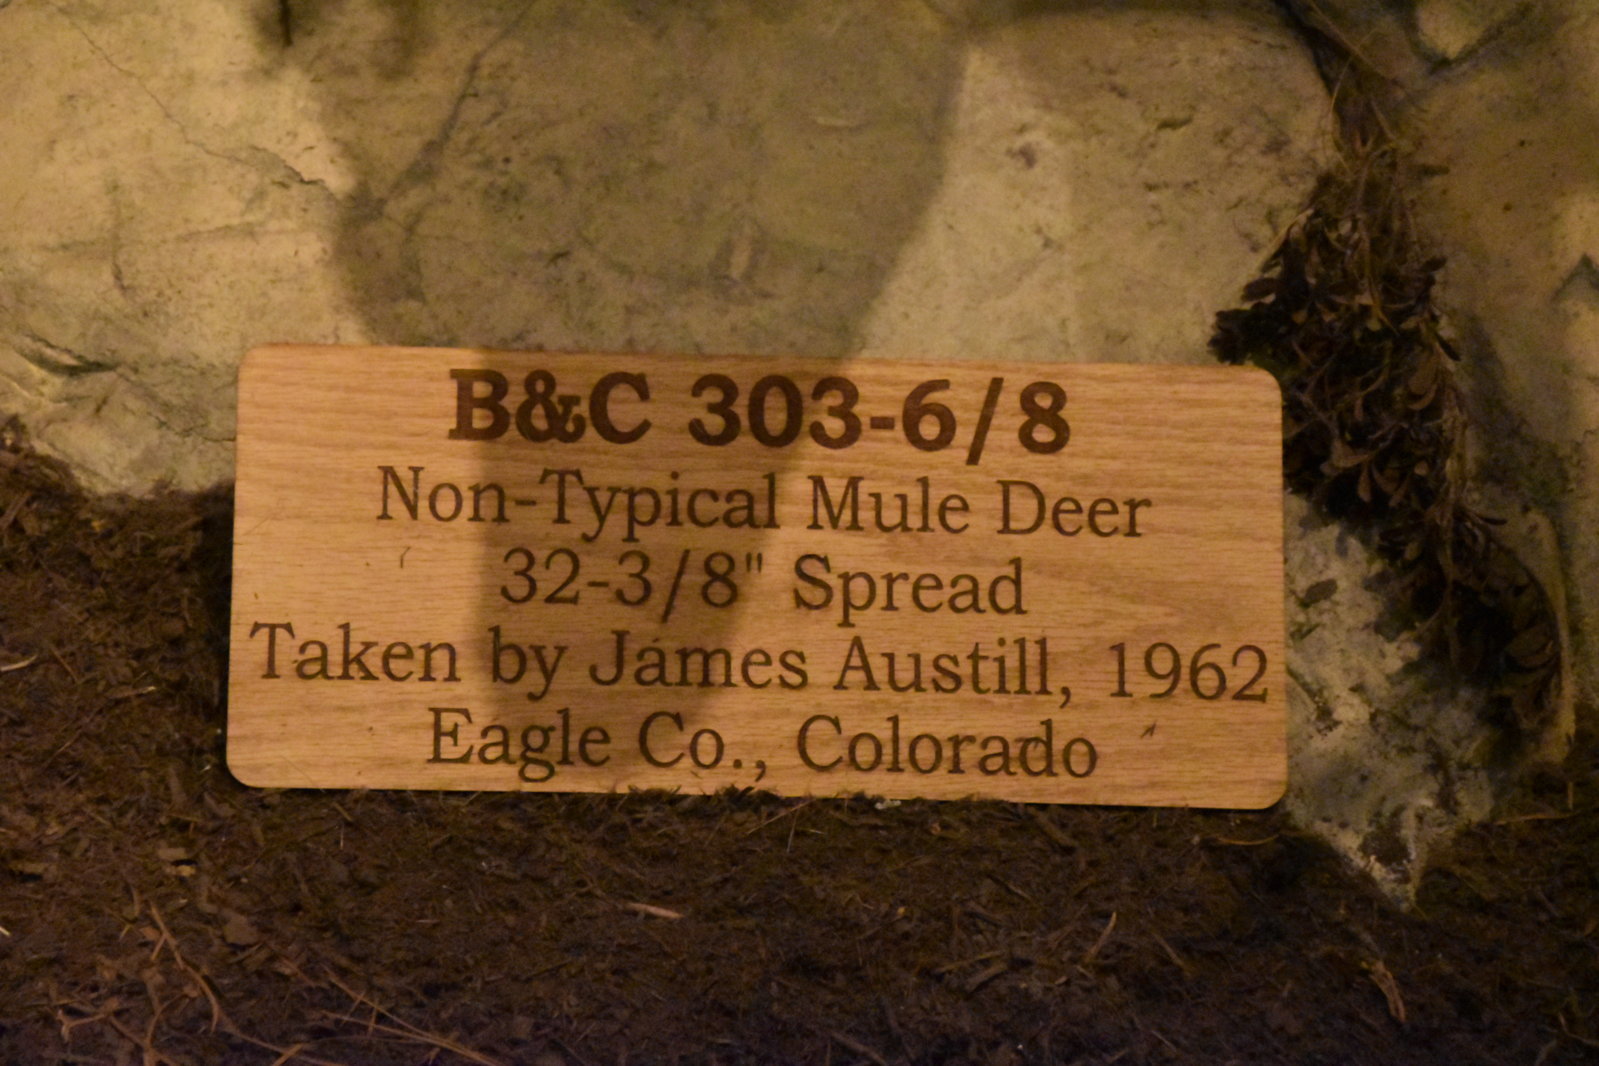 B&C 303-6/8
Non-Typical Mule Deer
32-3/8" Spread
Taken by James Austill, 1962
Eagle Co., Colorado